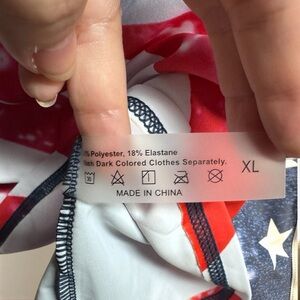 Polyester, 18% Elastane
Dark Colored Clothes Separately.
XL
MADE IN CHINA